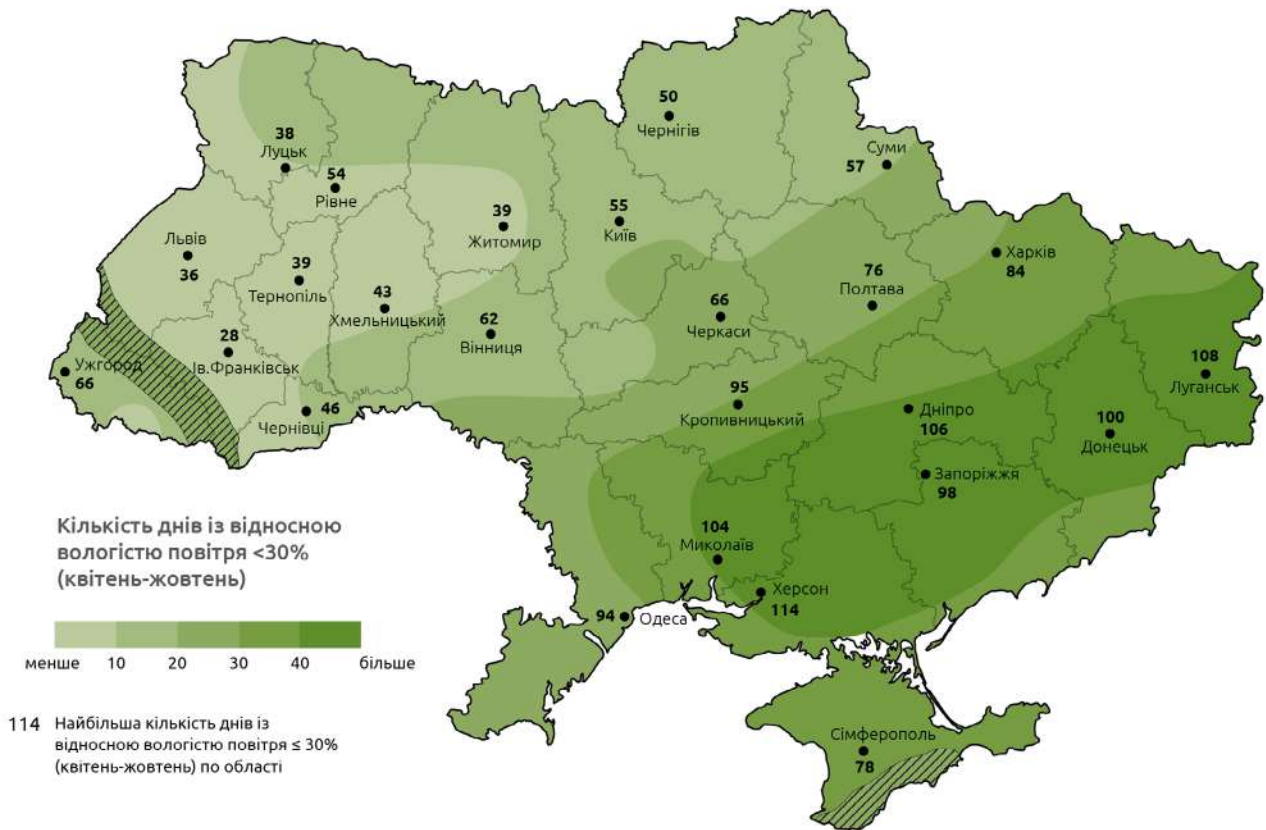 50
Чернігів
38
Луцьк
57
Суми
54
Рівне
39
Житомир
55
Київ
Львів
36
39
Тернопіль
43
Хмельницький
76
Полтава
Харків
84
66
Черкаси
62
Вінниця
28
Ів.Франківськ
Ужгород
66
46
Чернівці
95
Кропивницький
Дніпро
106
100
Донецьк
108
Луганськ
Запоріжжя
98
104
Миколаїв
Херсон
114
94
Одеса
Сімферополь
78
Кількість днів із відносною
вологістю повітря <30%
(квітень-жовтень)
менше 10 20 30 40 більше
114 Найбільша кількість днів із
відносною вологістю повітря ≤ 30%
(квітень-жовтень) по області